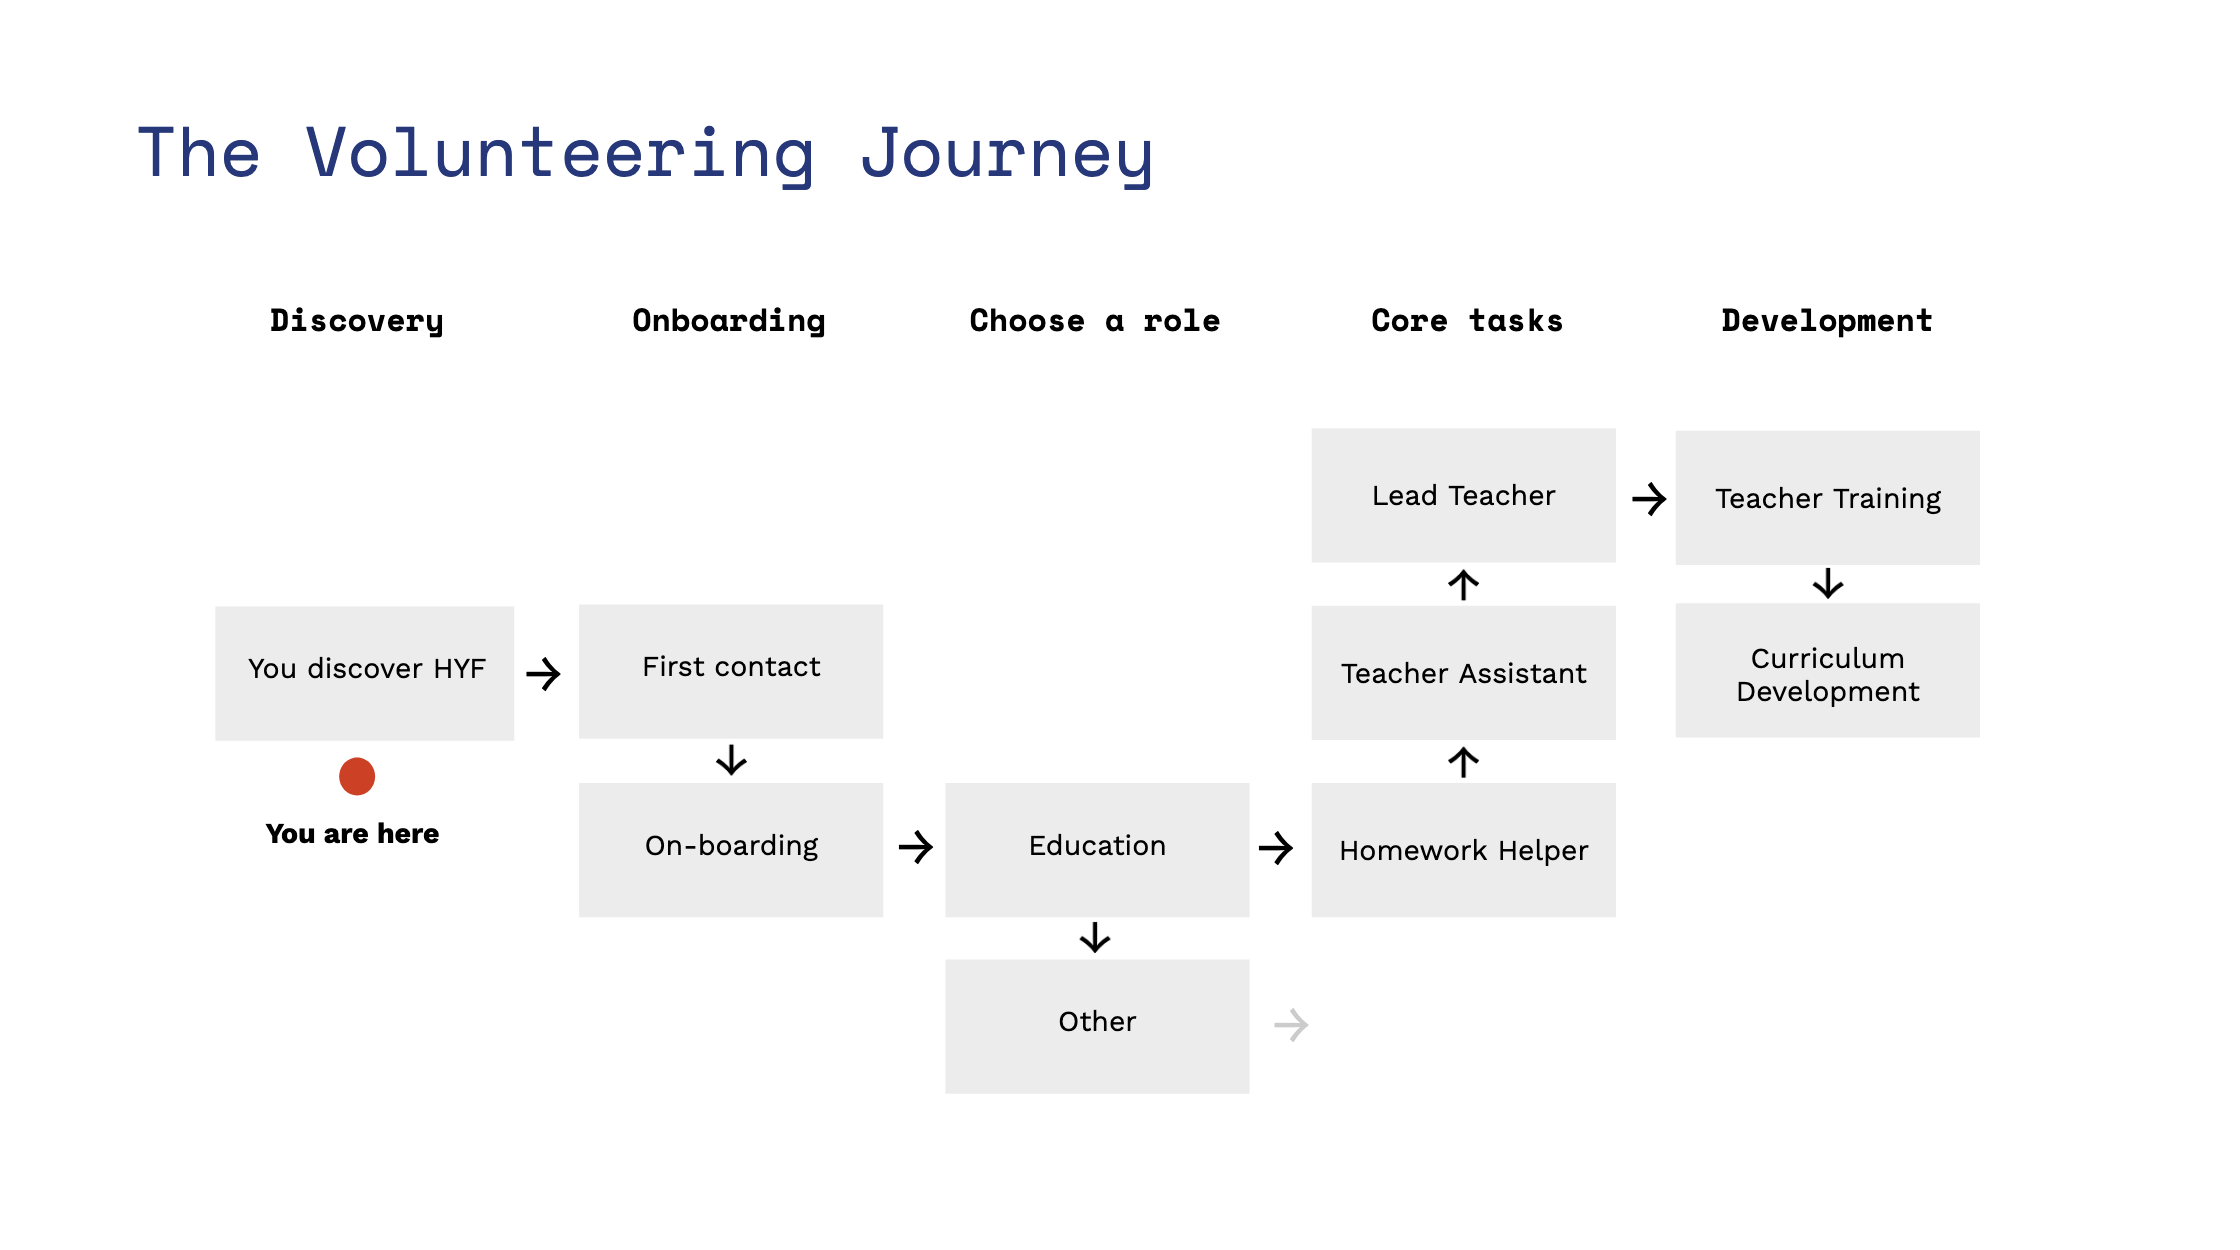 The Volunteering Journey
Discovery
Onboarding
Choose a role
Core tasks
Development
Lead Teacher
Teacher Training
You discover HYF
First contact
Teacher Assistant
Curriculum
Development
You are here
On-boarding
Education
Homework Helper
Other